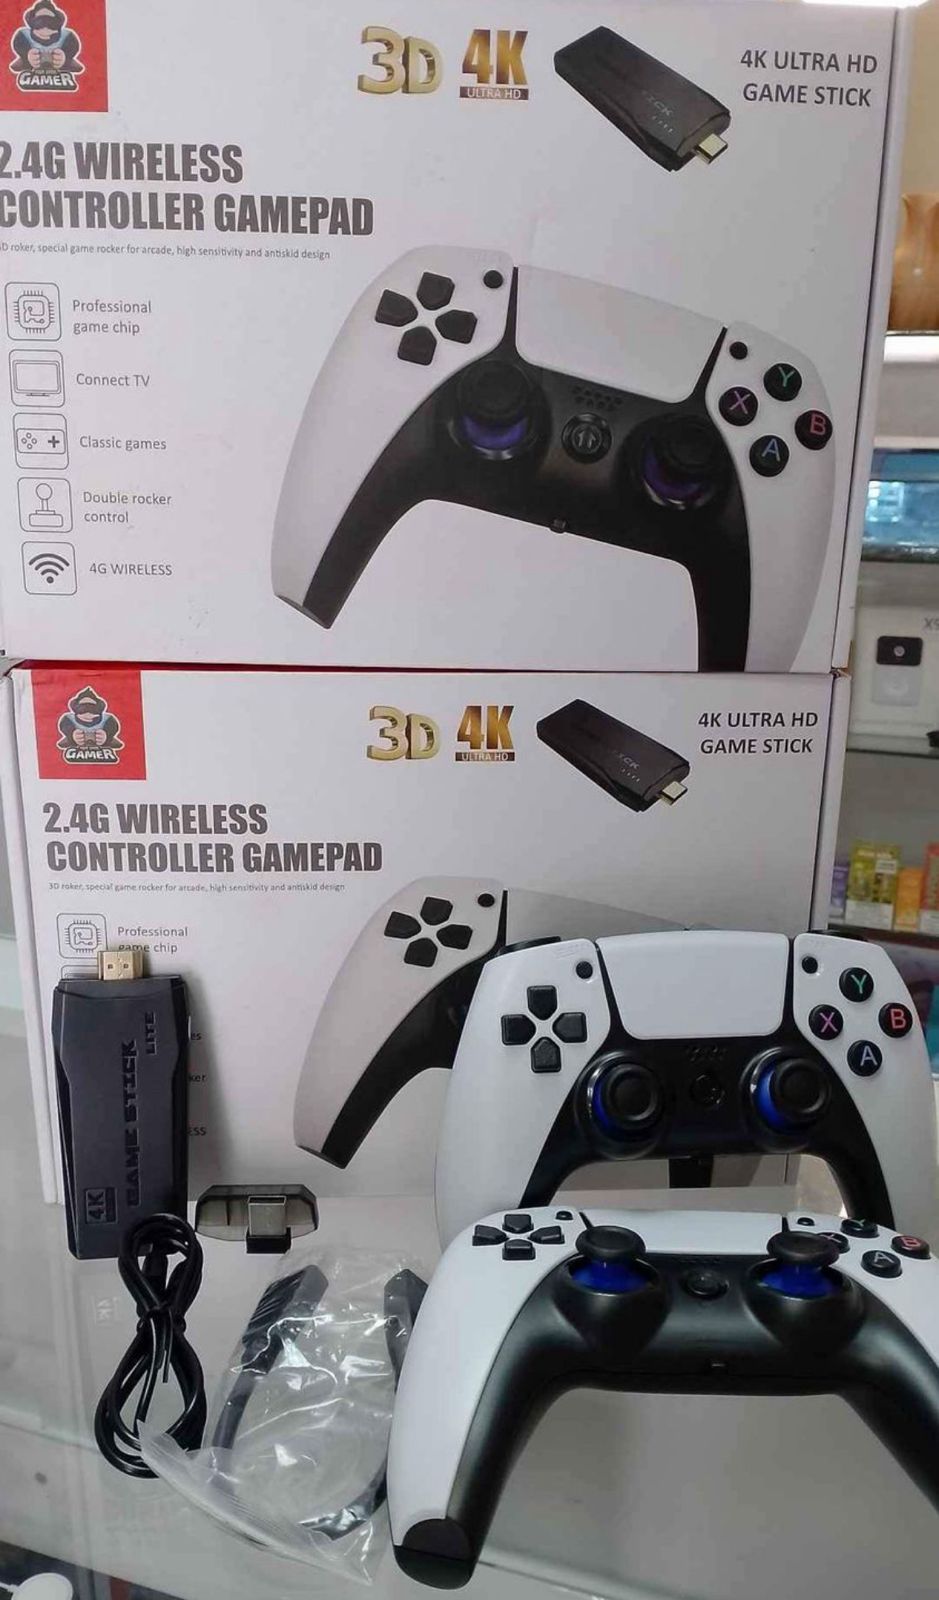 GAMER
3D 4K
ULTRA HD
4K ULTRA HD
GAME STICK
2.4G WIRELESS
CONTROLLER GAMEPAD
3D roker, special game rocker for arcade, high sensitivity and antiskid design
Professional
game chip
Connect TV
Classic games
Double rocker
control
4G WIRELESS
Y
X
B
A
GAMER
3D 4K
ULTRA HD
4K ULTRA HD
GAME STICK
2.4G WIRELESS
CONTROLLER GAMEPAD
3D roker, special game rocker for arcade, high sensitivity and antiskid design
Professional
game chip
4K
GAME STICK
LITE
Y
X
B
A
B
A